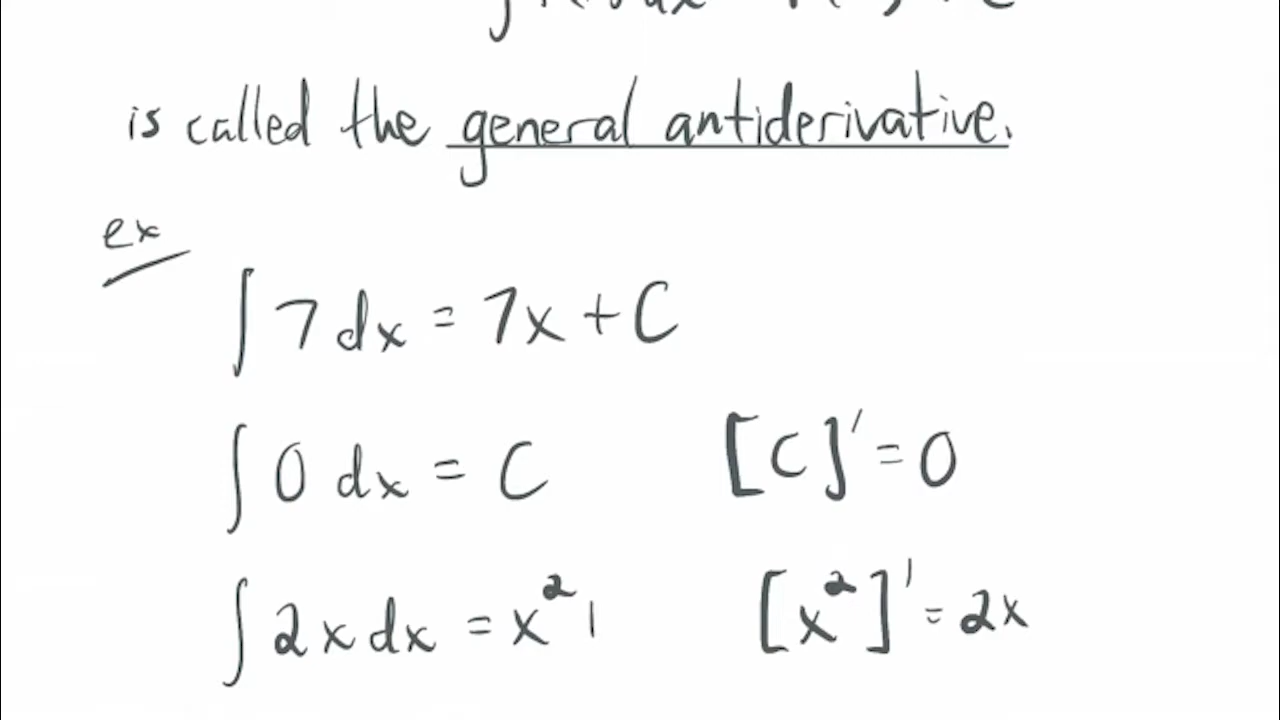 is called the general antiderivative.
ex
∫ 7 dx = 7x + C
∫ 0 dx = C [C]' = 0
∫ 2x dx = x² [x²]' = 2x